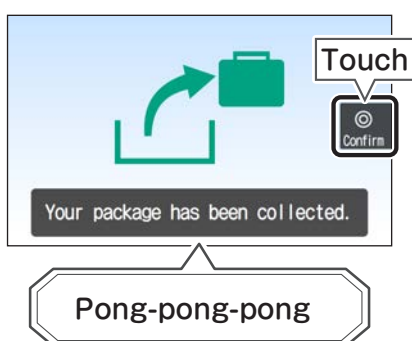 Touch
◎
Confirm
Your package has been collected.
Pong-pong-pong